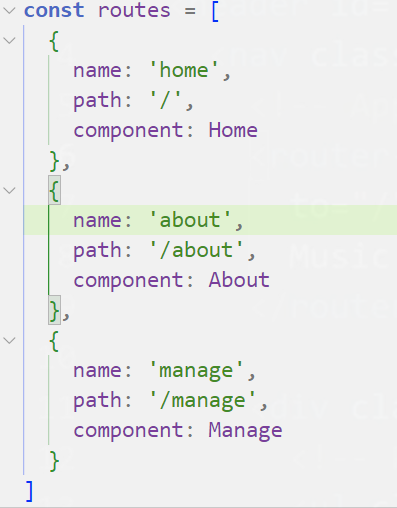 const routes = [
{
name: 'home',
path: '/',
component: Home
},
{
name: 'about',
path: '/about',
component: About
},
{
name: 'manage',
path: '/manage',
component: Manage
}
]